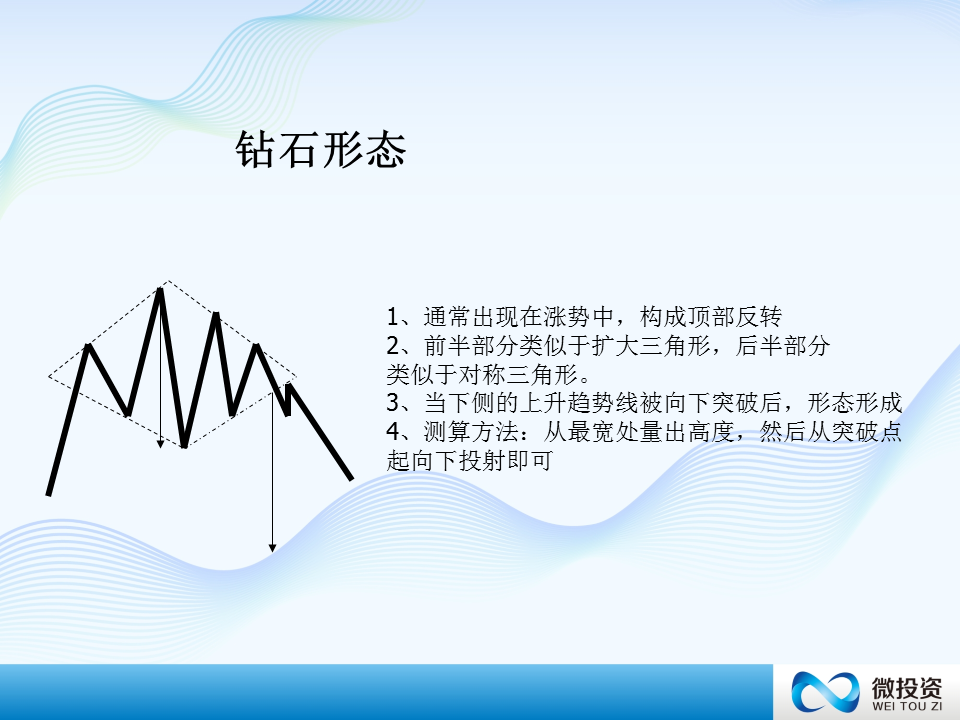 钻石形态
1、通常出现在涨势中，构成顶部反转
2、前半部分类似于扩大三角形，后半部分
类似于对称三角形。
3、当下侧的上升趋势线被向下突破后，形态形成
4、测算方法：从最宽处量出高度，然后从突破点
起向下投射即可
微投资
WEI TOU ZI